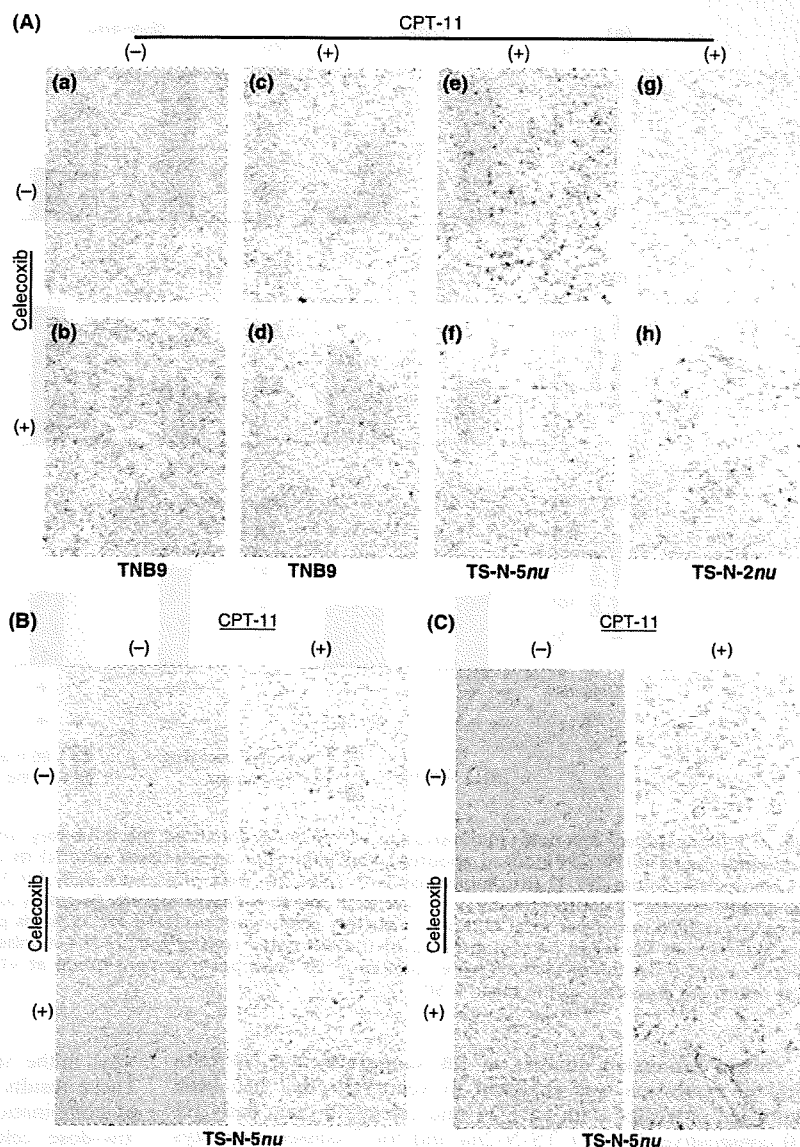 (A)
CPT-11
(–) (+) (+) (+)
(a) (c) (e) (g)
(–)
Celecoxib
(b) (d) (f) (h)
(+)
TNB9 TNB9 TS-N-5nu TS-N-2nu
(B) CPT-11
(–) (+)
(–)
Celecoxib
(+)
TS-N-5nu
(C) CPT-11
(–) (+)
(–)
Celecoxib
(+)
TS-N-5nu